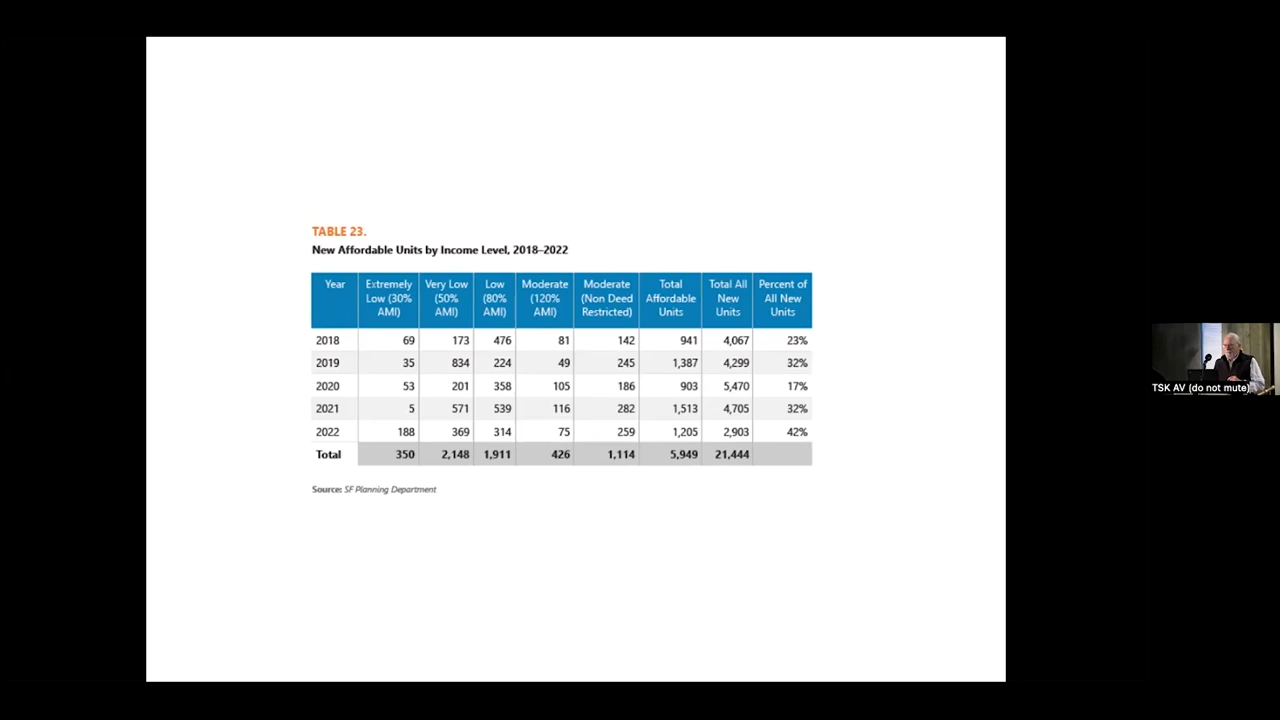 TABLE 23.
New Affordable Units by Income Level, 2018–2022
Year Extremely Low (30% AMI) Very Low (50% AMI) Low (80% AMI) Moderate (120% AMI) Moderate (Non Deed Restricted) Total Affordable Units Total All New Units Percent of All New Units
2018 69 173 476 81 142 941 4,067 23%
2019 35 834 224 49 245 1,387 4,299 32%
2020 53 201 358 105 186 903 5,470 17%
2021 5 571 539 116 282 1,513 4,705 32%
2022 188 369 314 75 259 1,205 2,903 42%
Total 350 2,148 1,911 426 1,114 5,949 21,444
Source: SF Planning Department
TSK AV (do not mute)